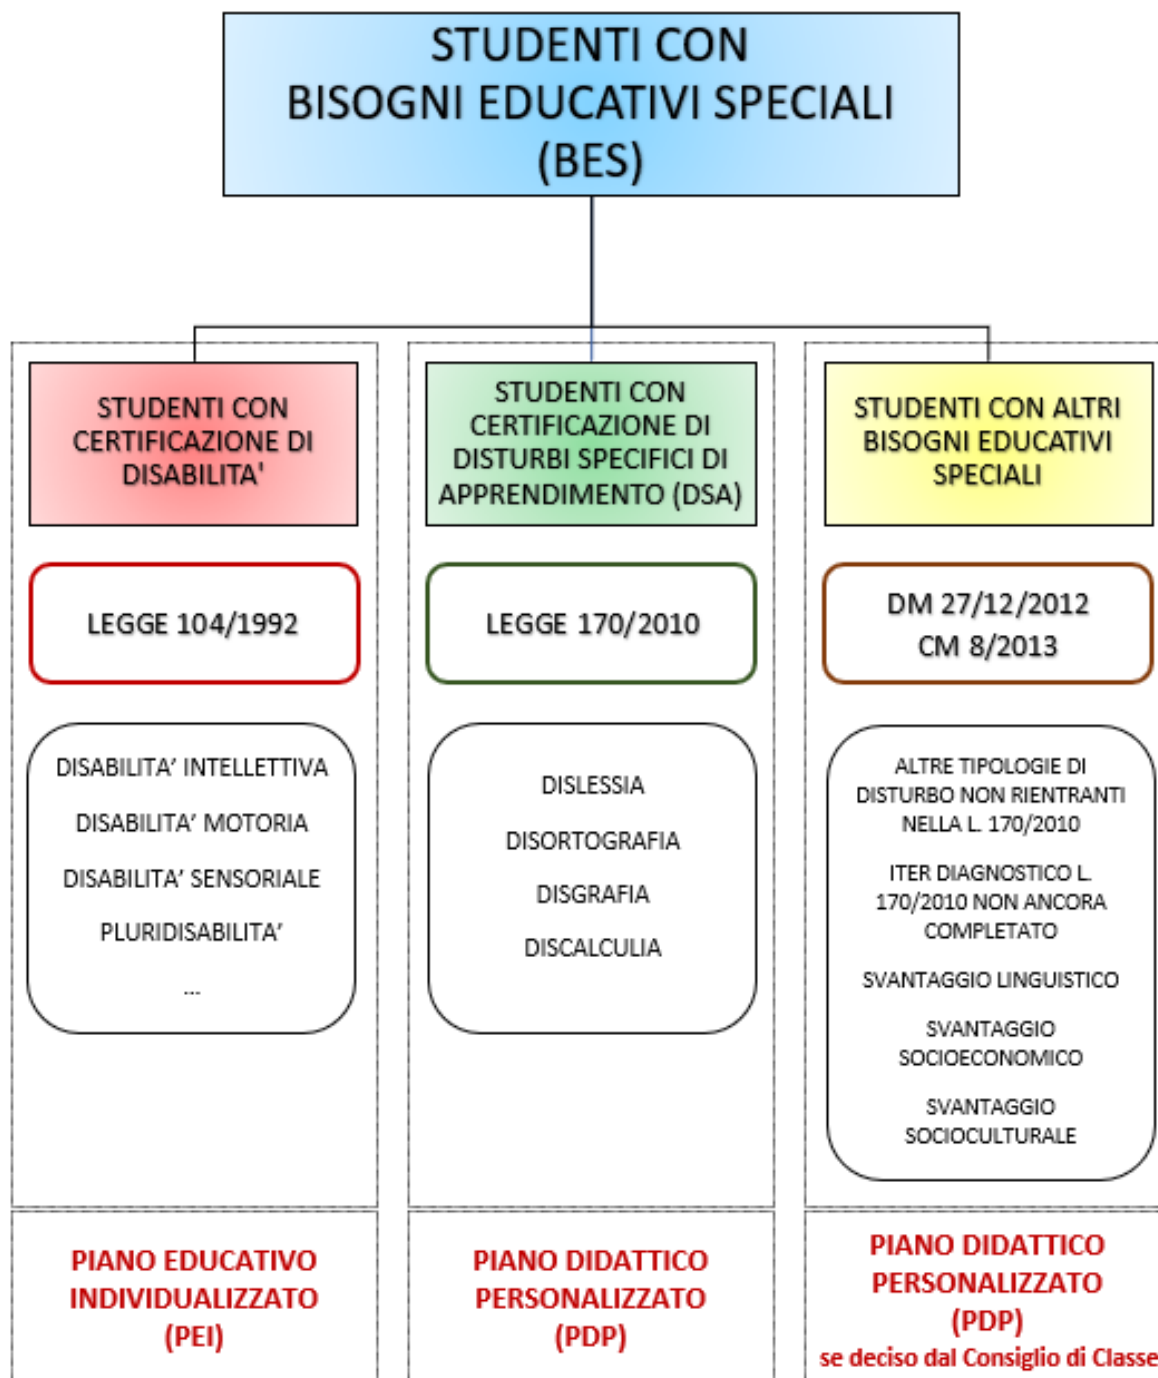 STUDENTI CON
BISOGNI EDUCATIVI SPECIALI
(BES)
STUDENTI CON
CERTIFICAZIONE DI
DISABILITA'
LEGGE 104/1992
DISABILITA’ INTELLETTIVA
DISABILITA’ MOTORIA
DISABILITA’ SENSORIALE
PLURIDISABILITA’
...
PIANO EDUCATIVO
INDIVIDUALIZZATO
(PEI)
STUDENTI CON
CERTIFICAZIONE DI
DISTURBI SPECIFICI DI
APPRENDIMENTO (DSA)
LEGGE 170/2010
DISLESSIA
DISORTOGRAFIA
DISGRAFIA
DISCALCULIA
PIANO DIDATTICO
PERSONALIZZATO
(PDP)
STUDENTI CON ALTRI
BISOGNI EDUCATIVI
SPECIALI
DM 27/12/2012
CM 8/2013
ALTRE TIPOLOGIE DI
DISTURBO NON RIENTRANTI
NELLA L. 170/2010
ITER DIAGNOSTICO L.
170/2010 NON ANCORA
COMPLETATO
SVANTAGGIO LINGUISTICO
SVANTAGGIO
SOCIOECONOMICO
SVANTAGGIO
SOCIOCULTURALE
PIANO DIDATTICO
PERSONALIZZATO
(PDP)
se deciso dal Consiglio di Classe